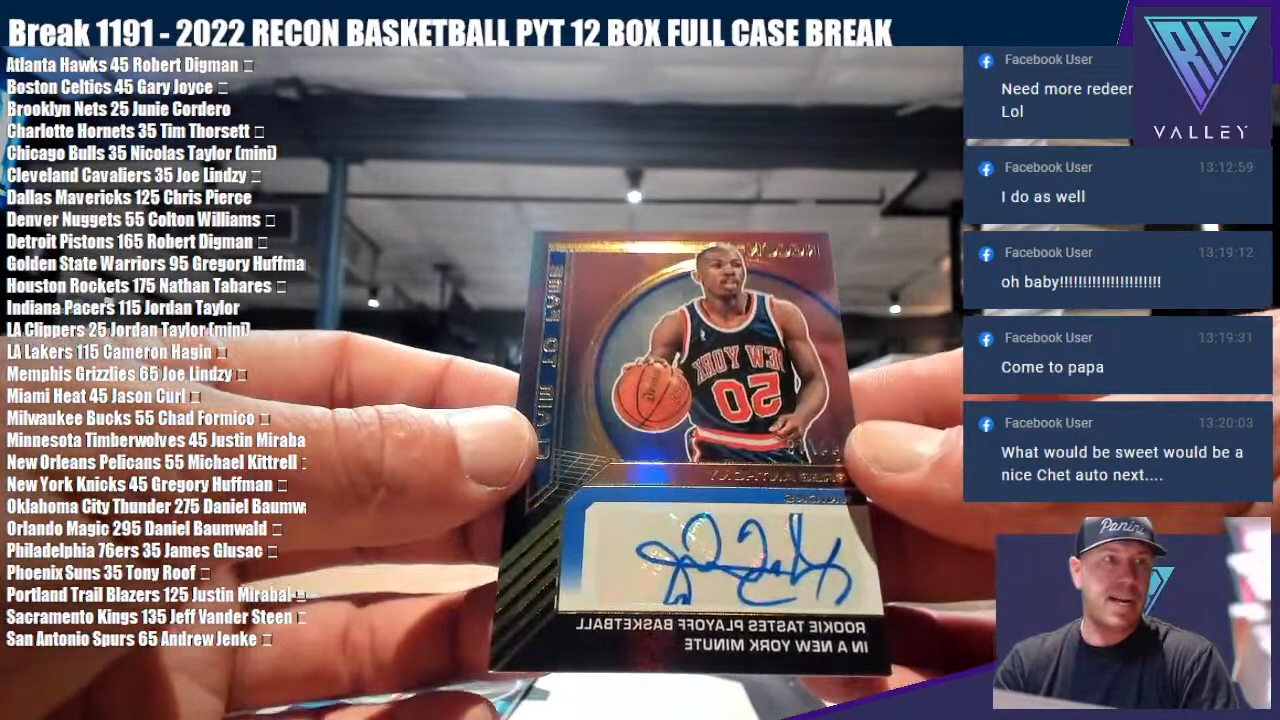 Break 1191 - 2022 RECON BASKETBALL PYT 12 BOX FULL CASE BREAK
Atlanta Hawks 45 Robert Digman
Boston Celtics 45 Gary Joyce
Brooklyn Nets 25 Junie Cordero
Charlotte Hornets 35 Tim Thorsett
Chicago Bulls 35 Nicolas Taylor (mini)
Cleveland Cavaliers 35 Joe Lindzy
Dallas Mavericks 125 Chris Pierce
Denver Nuggets 55 Colton Williams
Detroit Pistons 165 Robert Digman
Golden State Warriors 95 Gregory Huffma
Houston Rockets 175 Nathan Tabares
Indiana Pacers 115 Jordan Taylor
LA Clippers 25 Jordan Taylor (mini)
LA Lakers 115 Cameron Hagin
Memphis Grizzlies 65 Joe Lindzy
Miami Heat 45 Jason Curl
Milwaukee Bucks 55 Chad Formico
Minnesota Timberwolves 45 Justin Miraba
New Orleans Pelicans 55 Michael Kittrell
New York Knicks 45 Gregory Huffman
Oklahoma City Thunder 275 Daniel Baumw
Orlando Magic 295 Daniel Baumwald
Philadelphia 76ers 35 James Glusac
Phoenix Suns 35 Tony Roof
Portland Trail Blazers 125 Justin Mirabal
Sacramento Kings 135 Jeff Vander Steen
San Antonio Spurs 65 Andrew Jenke
RECON
NEW YORK
50
GREG ANTHONY
KNICKS
ROOKIE TASTES PLAYOFF BASKETBALL
IN A NEW YORK MINUTE
Facebook User
Need more redeer
Lol
RIP
VALLEY
Facebook User 13:12:59
I do as well
Facebook User 13:19:12
oh baby!!!!!!!!!!!!!!!!!!!!!!
Facebook User 13:19:31
Come to papa
Facebook User 13:20:03
What would be sweet would be a
nice Chet auto next....
Panini